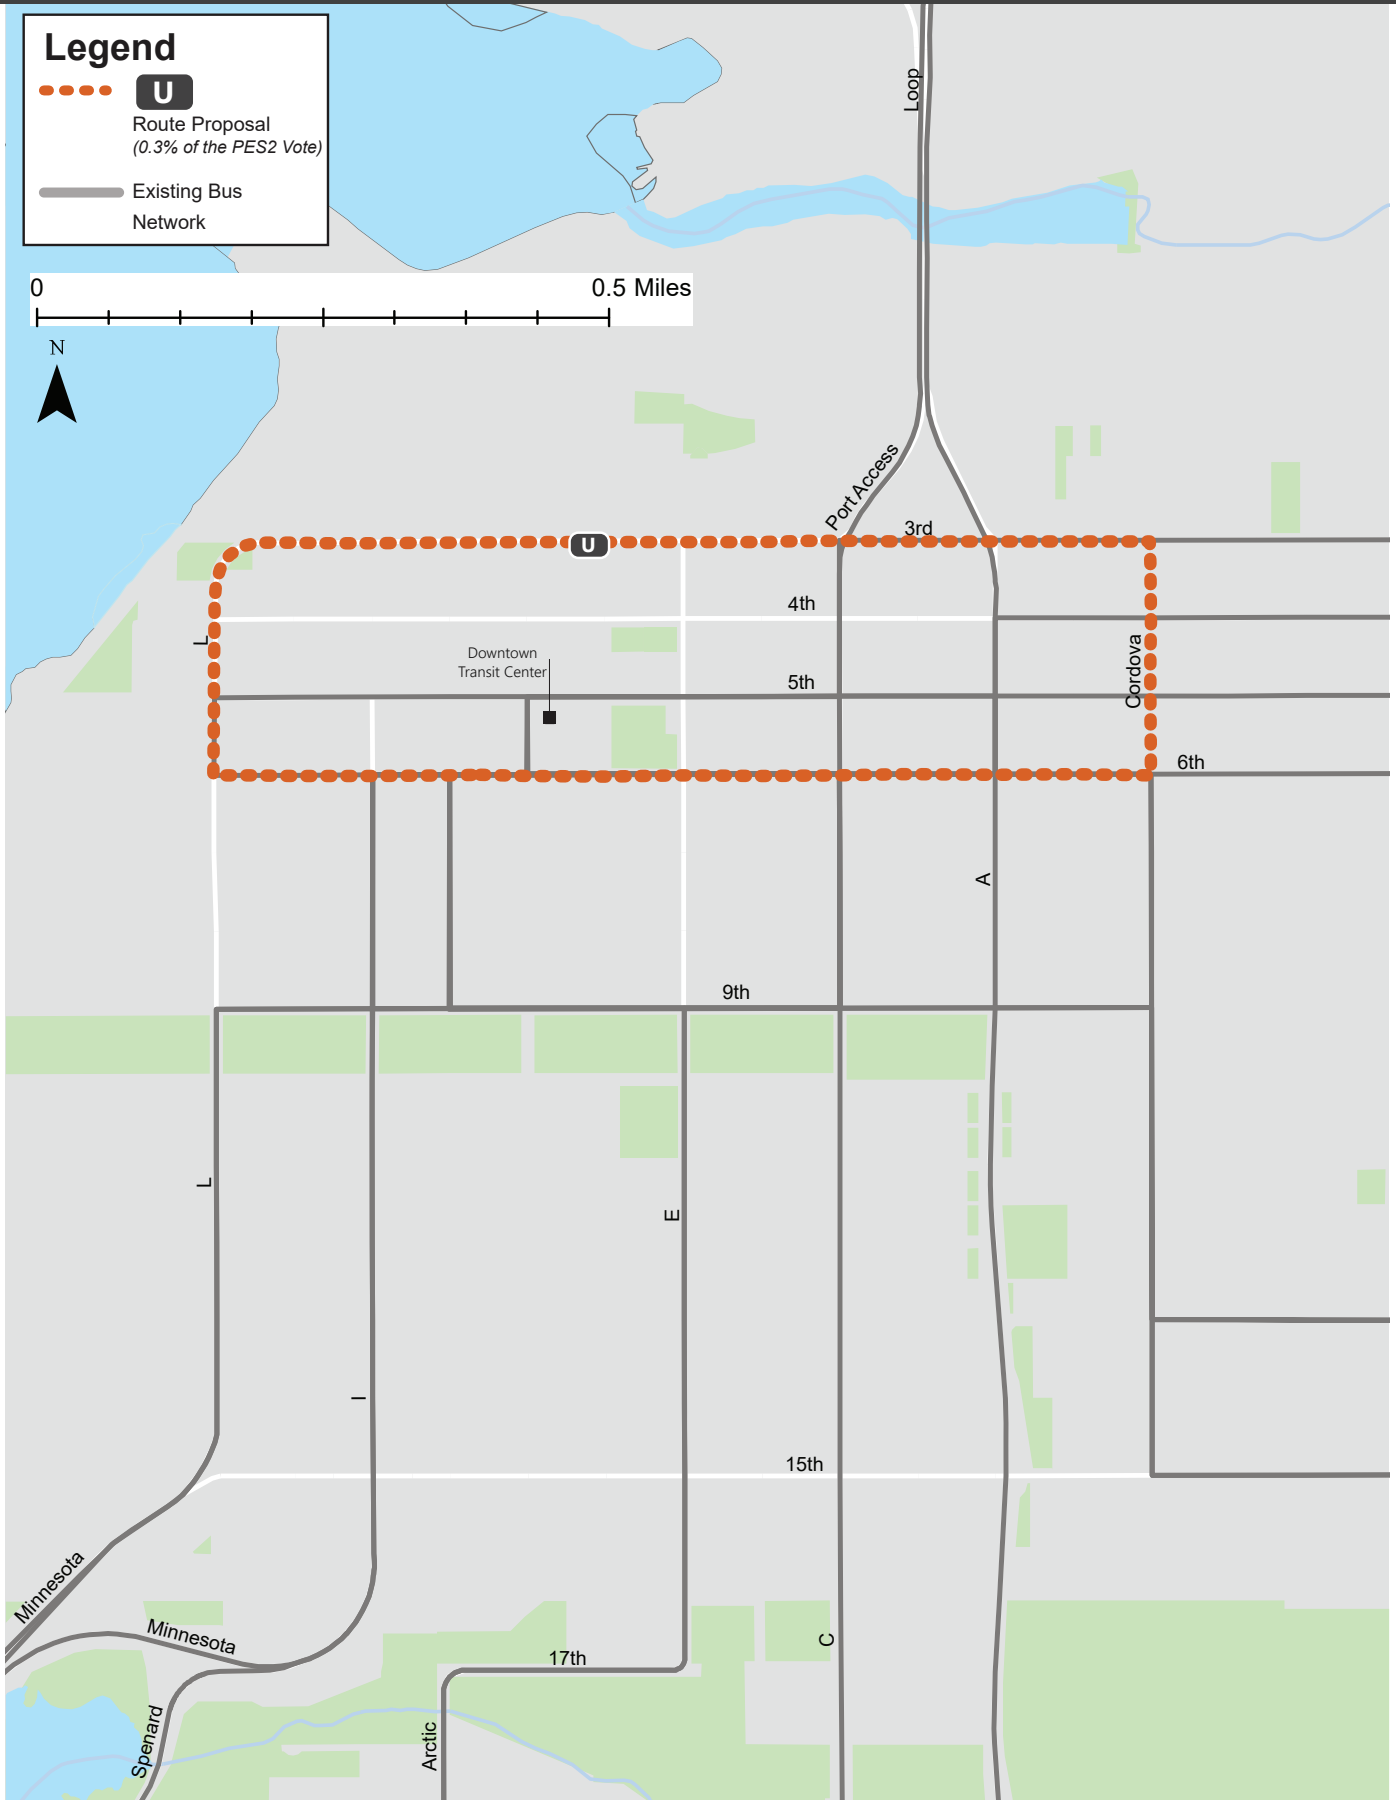 Legend
U
Route Proposal
(0.3% of the PES2 Vote)
Existing Bus
Network
0
0.5 Miles
N
Loop
Port Access
3rd
U
4th
L
Downtown
Transit Center
5th
Cordova
6th
A
9th
L
E
I
15th
Minnesota
Minnesota
C
17th
Spenard
Arctic